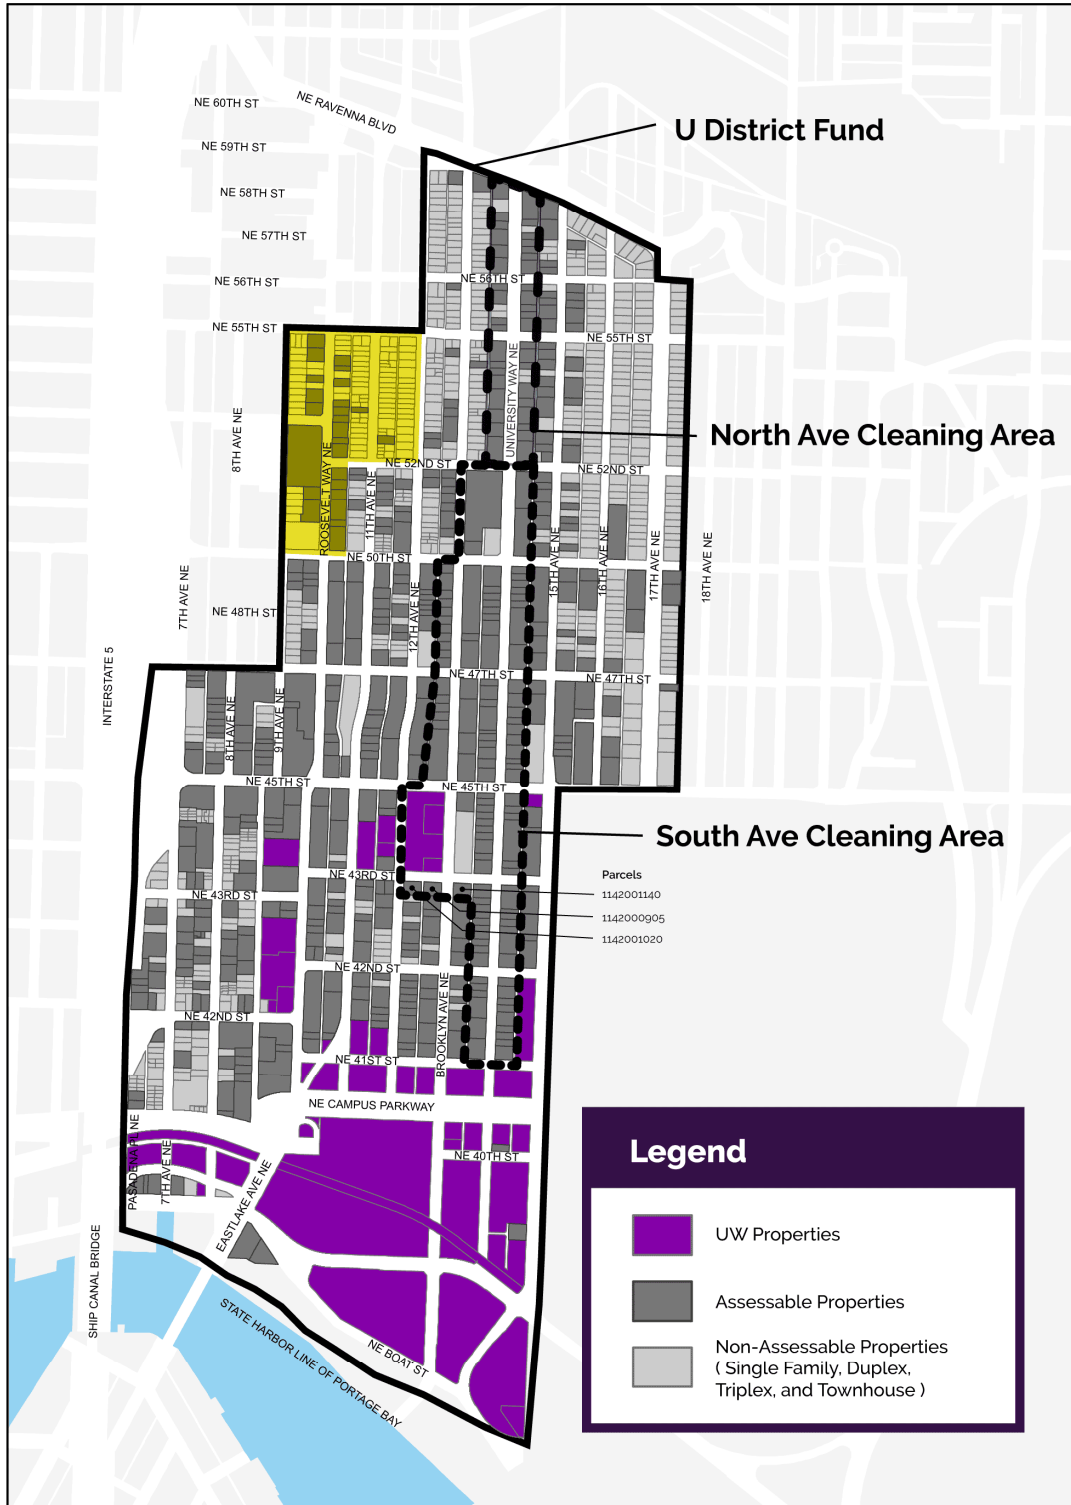 NE 60TH ST
NE RAVENNA BLVD
U District Fund
NE 59TH ST
NE 58TH ST
NE 57TH ST
NE 56TH ST
NE 56TH ST
NE 55TH ST
NE 55TH ST
UNIVERSITY WAY NE
North Ave Cleaning Area
8TH AVE NE
ROOSEVELT WAY NE
NE 52ND ST
NE 52ND ST
11TH AVE NE
NE 50TH ST
15TH AVE NE
16TH AVE NE
17TH AVE NE
18TH AVE NE
7TH AVE NE
12TH AVE NE
NE 48TH ST
INTERSTATE 5
NE 47TH ST
NE 47TH ST
8TH AVE NE
9TH AVE NE
NE 45TH ST
NE 45TH ST
South Ave Cleaning Area
NE 43RD ST
Parcels
1142001140
1142000905
1142001020
NE 43RD ST
NE 42ND ST
BROOKLYN AVE NE
NE 42ND ST
NE 41ST ST
NE CAMPUS PARKWAY
PASADENA PL NE
7TH AVE NE
NE 40TH ST
EASTLAKE AVE NE
SHIP CANAL BRIDGE
STATE HARBOR LINE OF PORTAGE BAY
NE BOAT ST
Legend
UW Properties
Assessable Properties
Non-Assessable Properties
( Single Family, Duplex,
Triplex, and Townhouse )